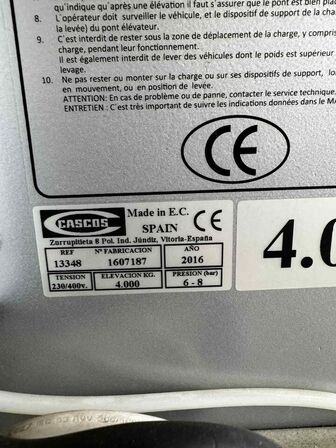 qu'indique qu'après une élévation il faut s'assurer que le pont est bien
8. L'opérateur doit surveiller le véhicule, et le dispositif de support de la
la levée) du pont élévateur.
9. C'est interdit de rester sous la zone de déplacement de la charge, y compris
charge, pendant leur fonctionnement.
Il est également interdit de lever des véhicules dont le poids est supérieur
levage.
10. Ne pas rester ou monter sur la charge ou sur ses dispositifs de support,
en mouvement, ou en position de levée.
ATTENTION: En cas de problème ou de panne, contacter le service technique.
ENTRETIEN : C'est très important de suivre les indications données dans le
CE
CASCOS Made in E.C. CE
SPAIN
Zurrupitieta 8 Pol. Ind. Júndiz, Vitoria-España
REF Nº FABRICACION AÑO
13348 1607187 2016
TENSION ELEVACION KG. PRESION (bar)
230/400v. 4.000 6 - 8
4.0